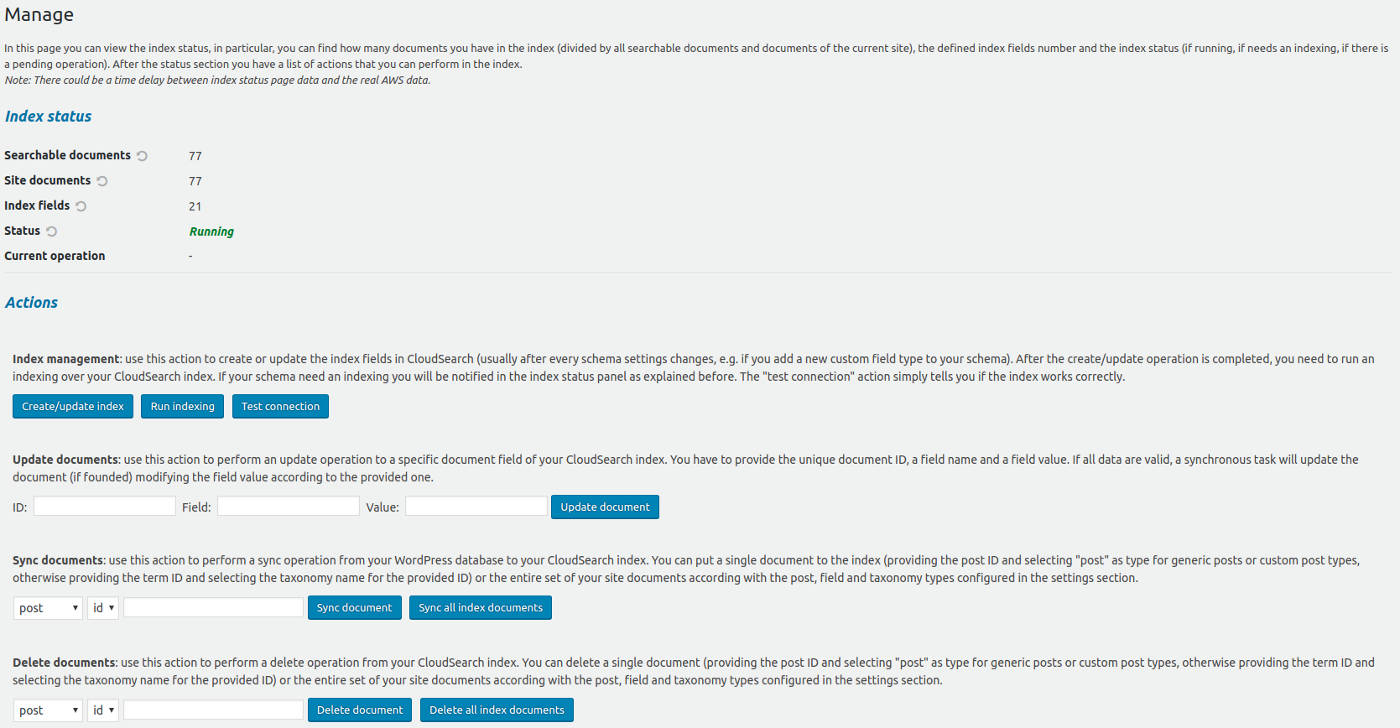 Manage
In this page you can view the index status, in particular, you can find how many documents you have in the index (divided by all searchable documents and documents of the current site), the defined index fields number and the index status (if running, if needs an indexing, if there is
a pending operation). After the status section you have a list of actions that you can perform in the index.
Note: There could be a time delay between index status page data and the real AWS data.
Index status
Searchable documents 77
Site documents 77
Index fields 21
Status Running
Current operation -
Actions
Index management: use this action to create or update the index fields in CloudSearch (usually after every schema settings changes, e.g. if you add a new custom field type to your schema). After the create/update operation is completed, you need to run an
indexing over your CloudSearch index. If your schema need an indexing you will be notified in the index status panel as explained before. The "test connection" action simply tells you if the index works correctly.
Create/update index Run indexing Test connection
Update documents: use this action to perform an update operation to a specific document field of your CloudSearch index. You have to provide the unique document ID, a field name and a field value. If all data are valid, a synchronous task will update the
document (if founded) modifying the field value according to the provided one.
ID: Field: Value: Update document
Sync documents: use this action to perform a sync operation from your WordPress database to your CloudSearch index. You can put a single document to the index (providing the post ID and selecting "post" as type for generic posts or custom post types,
otherwise providing the term ID and selecting the taxonomy name for the provided ID) or the entire set of your site documents according with the post, field and taxonomy types configured in the settings section.
post id Sync document Sync all index documents
Delete documents: use this action to perform a delete operation from your CloudSearch index. You can delete a single document (providing the post ID and selecting "post" as type for generic posts or custom post types, otherwise providing the term ID and
selecting the taxonomy name for the provided ID) or the entire set of your site documents according with the post, field and taxonomy types configured in the settings section.
post id Delete document Delete all index documents